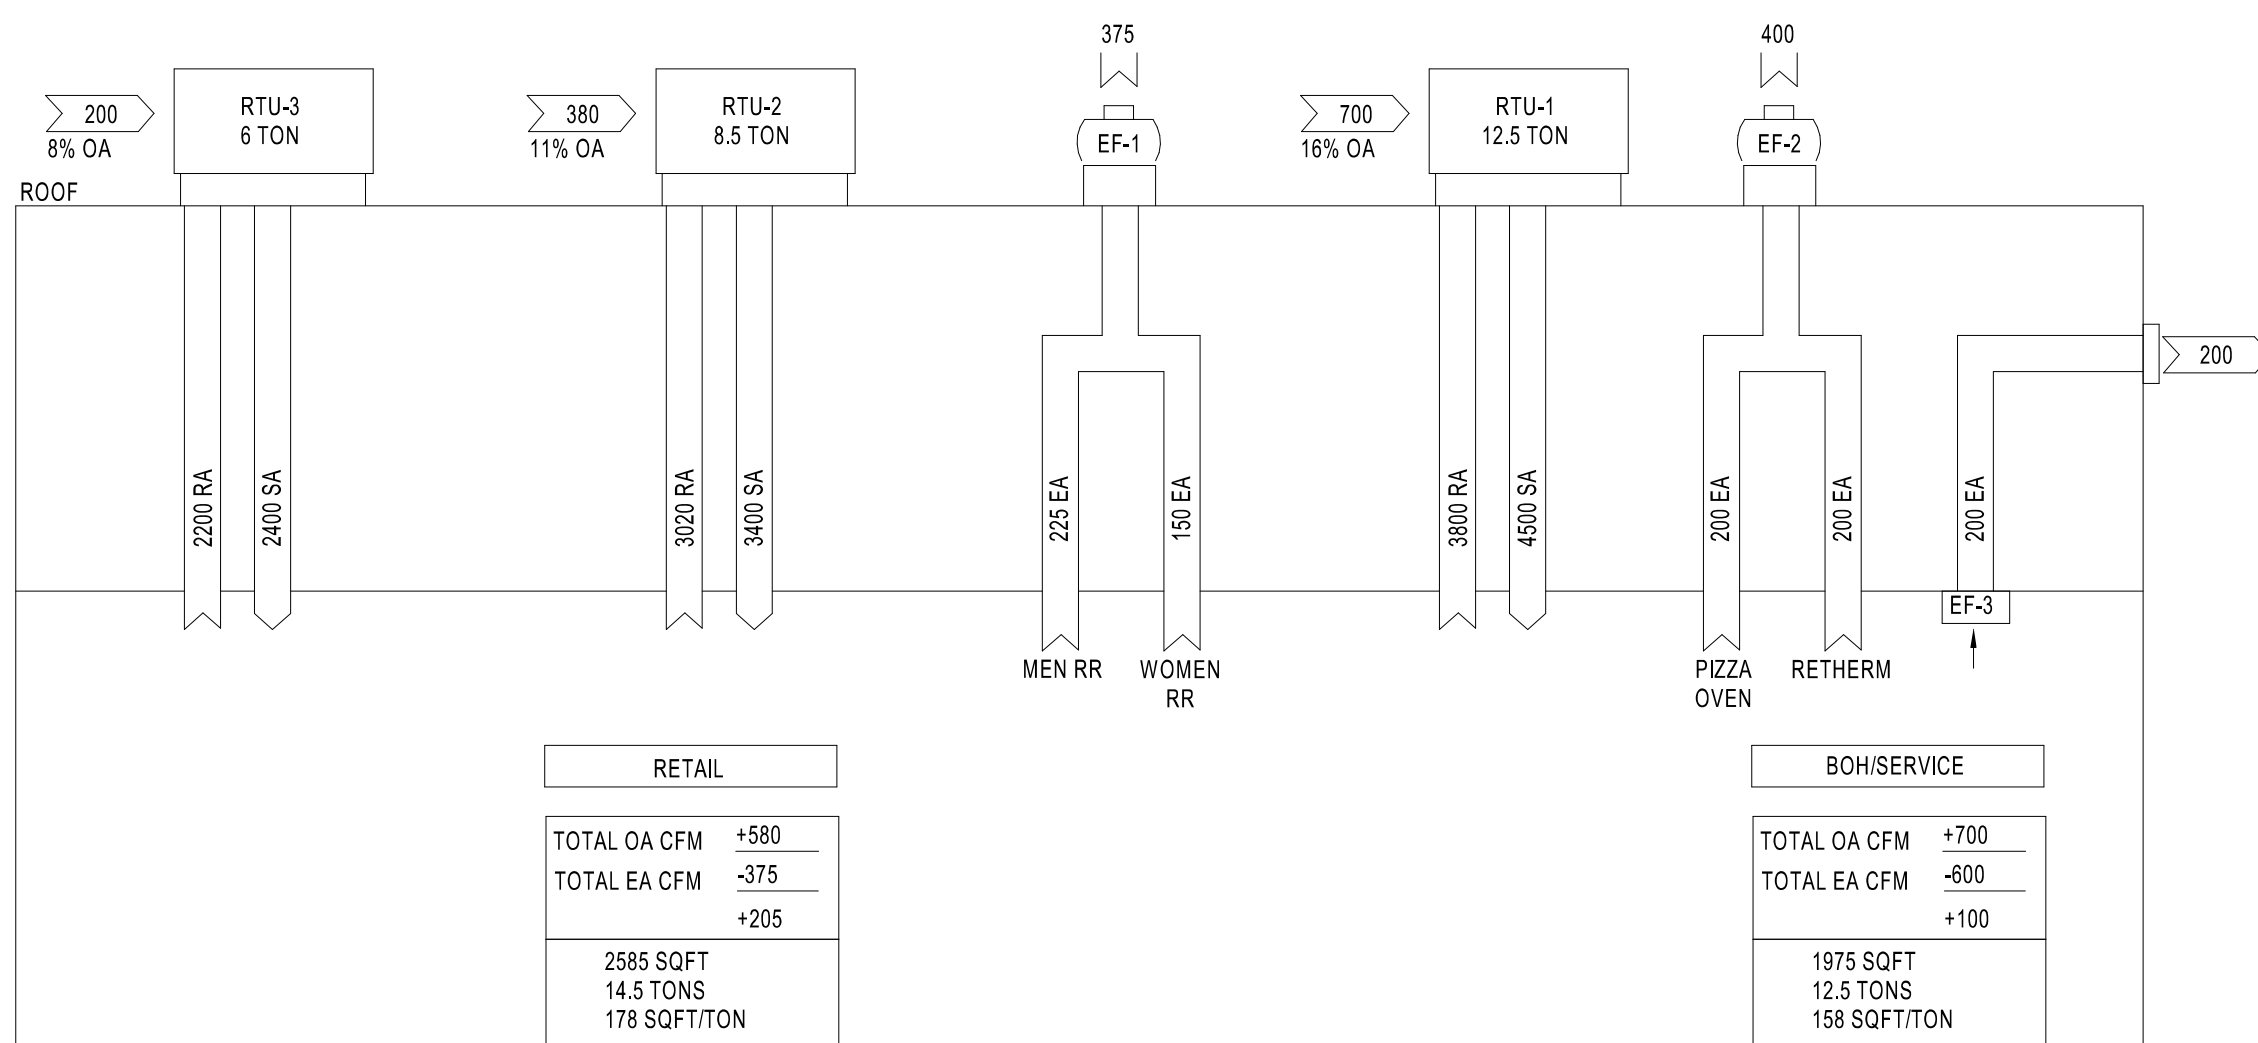 375
400
RTU-3
6 TON
200
8% OA
RTU-2
8.5 TON
380
11% OA
EF-1
RTU-1
12.5 TON
700
16% OA
EF-2
ROOF
200
2200 RA
2400 SA
3020 RA
3400 SA
225 EA
150 EA
3800 RA
4500 SA
200 EA
200 EA
200 EA
EF-3
MEN RR
WOMEN
RR
PIZZA
OVEN
RETHERM
RETAIL
TOTAL OA CFM +580
TOTAL EA CFM -375
+205
2585 SQFT
14.5 TONS
178 SQFT/TON
BOH/SERVICE
TOTAL OA CFM +700
TOTAL EA CFM -600
+100
1975 SQFT
12.5 TONS
158 SQFT/TON